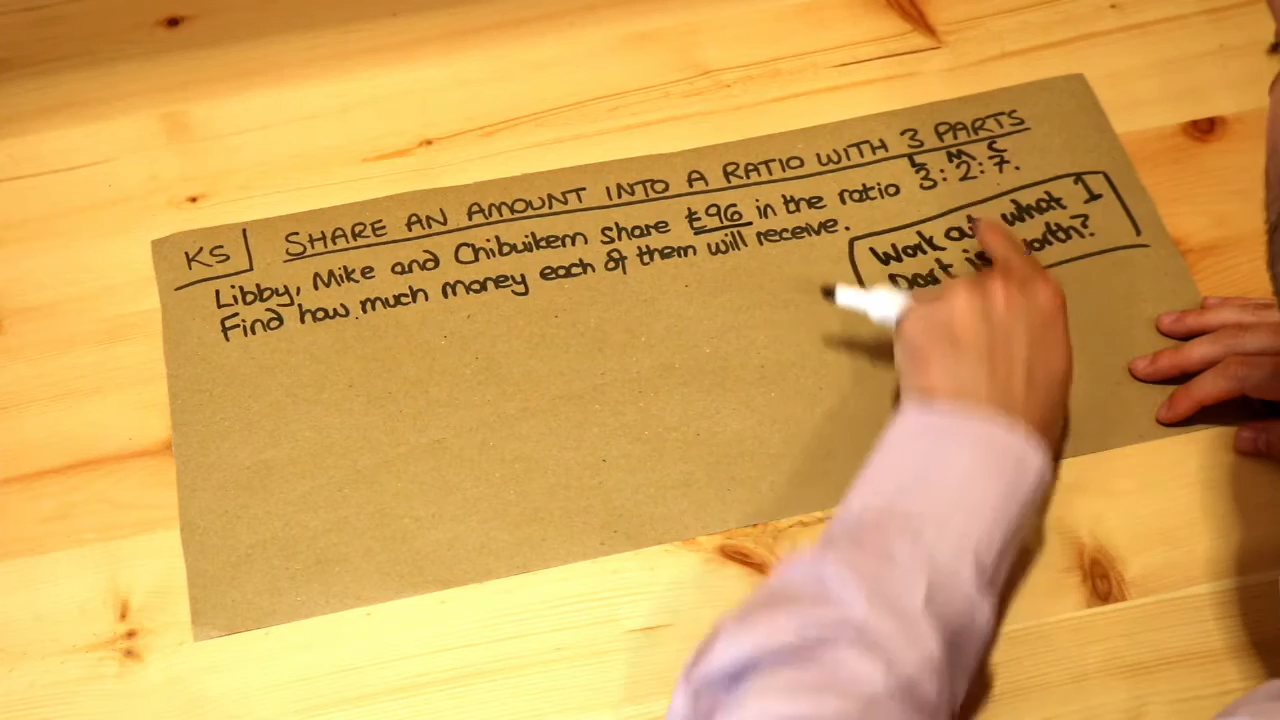 KS SHARE AN AMOUNT INTO A RATIO WITH 3 PARTS
L M C
Libby, Mike and Chibuikem share £96 in the ratio 3:2:7.
Find how much money each of them will receive.
Work out what 1
part is worth?